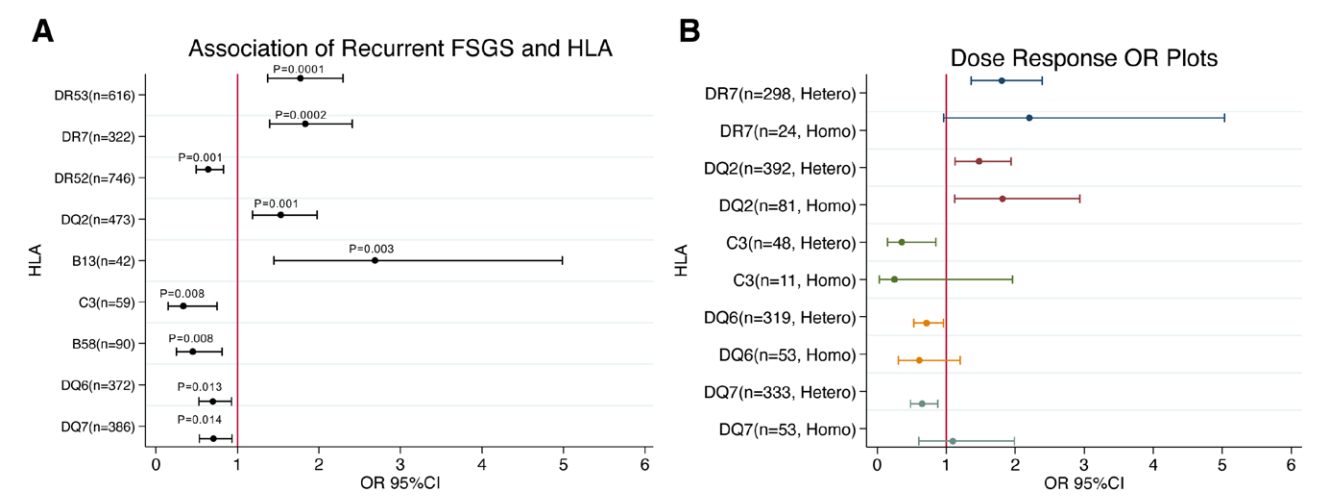 A
Association of Recurrent FSGS and HLA
P=0.0001
DR53(n=616)
P=0.0002
DR7(n=322)
P=0.001
DR52(n=746)
P=0.001
DQ2(n=473)
P=0.003
B13(n=42)
P=0.008
C3(n=59)
P=0.008
B58(n=90)
P=0.013
DQ6(n=372)
P=0.014
DQ7(n=386)
HLA
0 1 2 3 4 5 6
OR 95%CI
B
Dose Response OR Plots
DR7(n=298, Hetero)
DR7(n=24, Homo)
DQ2(n=392, Hetero)
DQ2(n=81, Homo)
C3(n=48, Hetero)
C3(n=11, Homo)
DQ6(n=319, Hetero)
DQ6(n=53, Homo)
DQ7(n=333, Hetero)
DQ7(n=53, Homo)
HLA
0 1 2 3 4 5 6
OR 95%CI